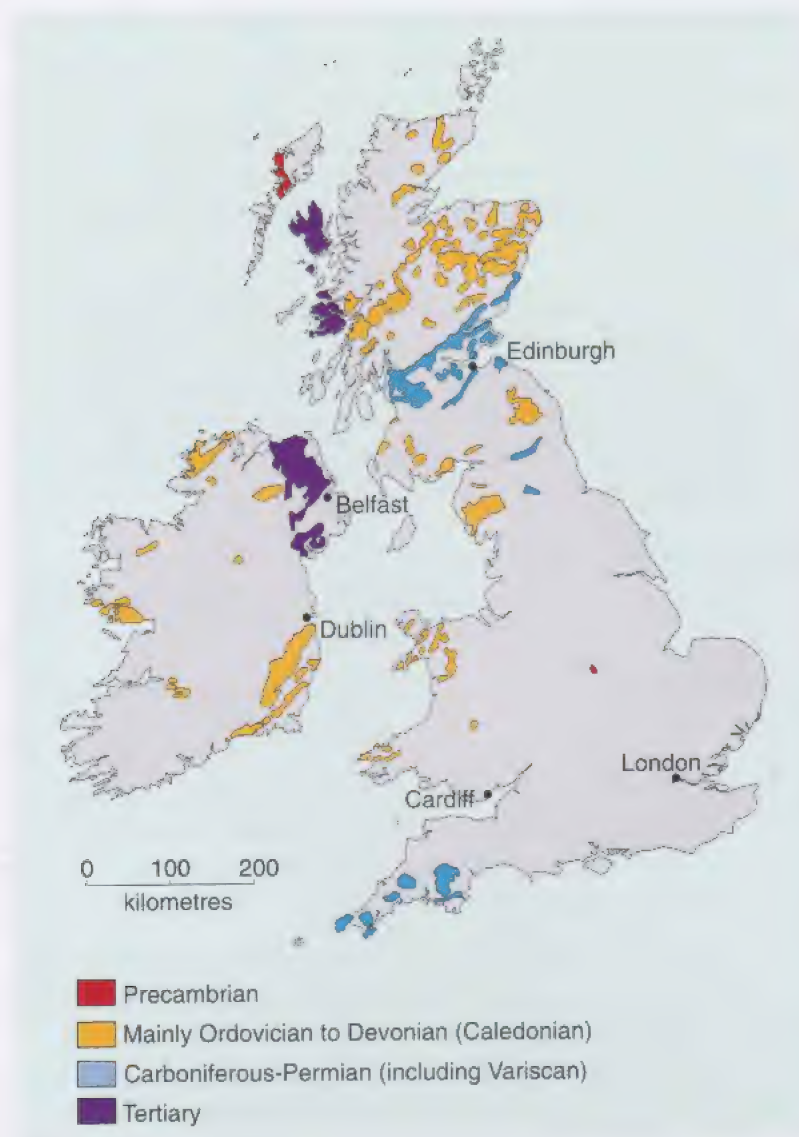 Edinburgh
Belfast
Dublin
London
Cardiff
0 100 200
kilometres
Precambrian
Mainly Ordovician to Devonian (Caledonian)
Carboniferous-Permian (including Variscan)
Tertiary